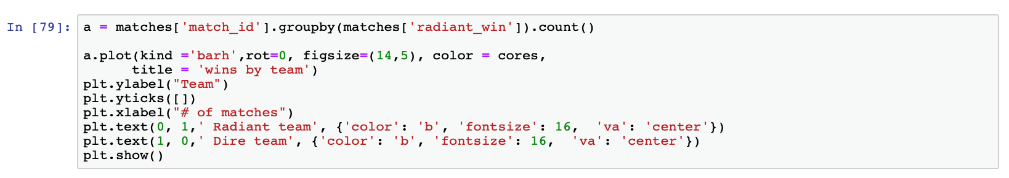 In [79]: a = matches['match_id'].groupby(matches['radiant_win']).count()
a.plot(kind ='barh',rot=0, figsize=(14,5), color = cores,
title = 'wins by team')
plt.ylabel("Team")
plt.yticks([])
plt.xlabel("# of matches")
plt.text(0, 1,' Radiant team', {'color': 'b', 'fontsize': 16,  'va': 'center'})
plt.text(1, 0,' Dire team', {'color': 'b', 'fontsize': 16,  'va': 'center'})
plt.show()